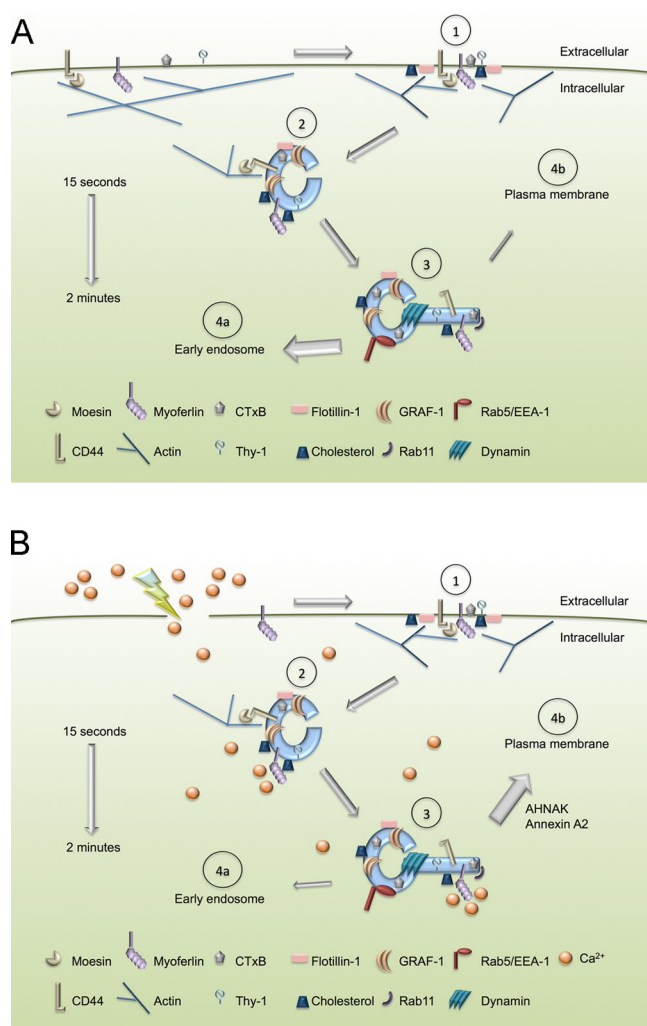 A
1
Extracellular
Intracellular
2
4b
Plasma membrane
15 seconds
3
2 minutes
4a
Early endosome
Moesin Myoferlin CTxB Flotillin-1 GRAF-1 Rab5/EEA-1
CD44 Actin Thy-1 Cholesterol Rab11 Dynamin
B
1
Extracellular
Intracellular
2
4b
Plasma membrane
15 seconds
3
AHNAK
Annexin A2
2 minutes
4a
Early endosome
Moesin Myoferlin CTxB Flotillin-1 GRAF-1 Rab5/EEA-1 Ca²⁺
CD44 Actin Thy-1 Cholesterol Rab11 Dynamin